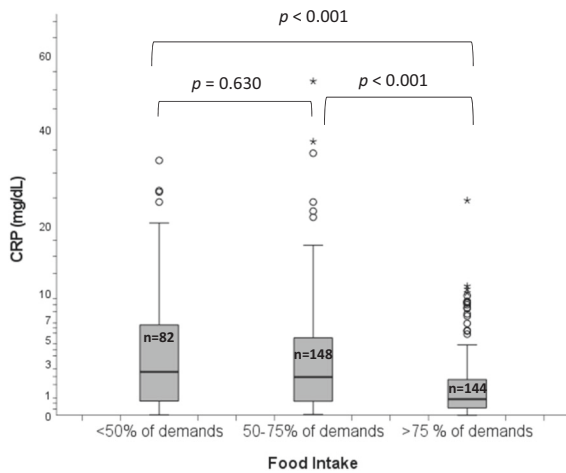 p < 0.001
p = 0.630
p < 0.001
CRP (mg/dL)
60
40
20
10
7
5
3
1
0
n=82
n=148
n=144
<50% of demands
50-75% of demands
>75 % of demands
Food Intake